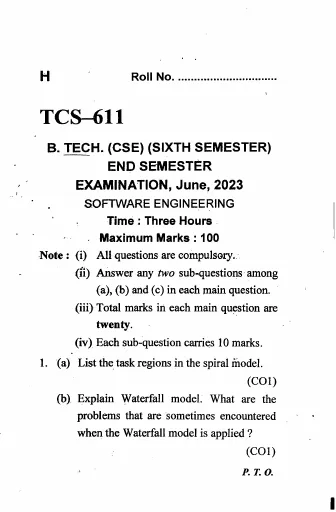 H Roll No. ...............................
TCS–611
B. TECH. (CSE) (SIXTH SEMESTER)
END SEMESTER
EXAMINATION, June, 2023
SOFTWARE ENGINEERING
Time : Three Hours
Maximum Marks : 100
Note : (i) All questions are compulsory.
(ii) Answer any two sub-questions among
(a), (b) and (c) in each main question.
(iii) Total marks in each main question are
twenty.
(iv) Each sub-question carries 10 marks.
1. (a) List the task regions in the spiral model.
(CO1)
(b) Explain Waterfall model. What are the
problems that are sometimes encountered
when the Waterfall model is applied ?
(CO1)
P. T. O.